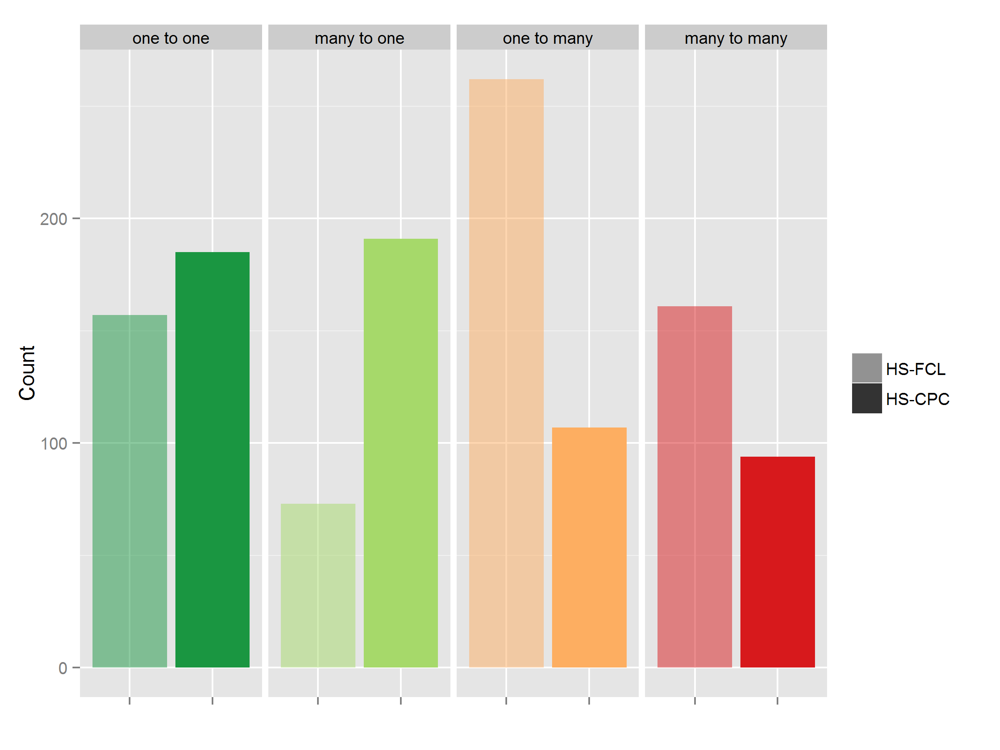 one to one
many to one
one to many
many to many
Count
200
100
0
HS-FCL
HS-CPC